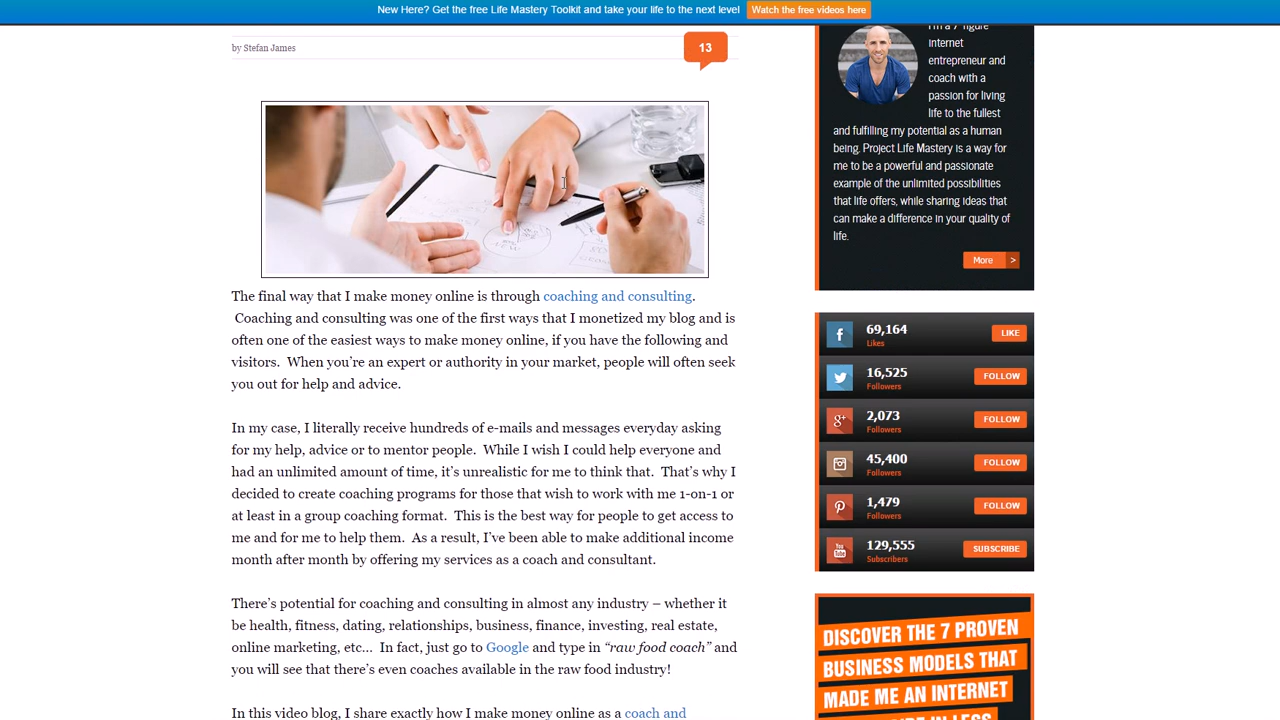 New Here? Get the free Life Mastery Toolkit and take your life to the next level
Watch the free videos here
by Stefan James
13
The final way that I make money online is through coaching and consulting.
Coaching and consulting was one of the first ways that I monetized my blog and is
often one of the easiest ways to make money online, if you have the following and
visitors. When you're an expert or authority in your market, people will often seek
you out for help and advice.
In my case, I literally receive hundreds of e-mails and messages everyday asking
for my help, advice or to mentor people. While I wish I could help everyone and
had an unlimited amount of time, it's unrealistic for me to think that. That's why I
decided to create coaching programs for those that wish to work with me 1-on-1 or
at least in a group coaching format. This is the best way for people to get access to
me and for me to help them. As a result, I've been able to make additional income
month after month by offering my services as a coach and consultant.
There's potential for coaching and consulting in almost any industry – whether it
be health, fitness, dating, relationships, business, finance, investing, real estate,
online marketing, etc… In fact, just go to Google and type in "raw food coach" and
you will see that there's even coaches available in the raw food industry!
In this video blog, I share exactly how I make money online as a coach and
I'm a 7 figure
internet
entrepreneur and
coach with a
passion for living
life to the fullest
and fulfilling my potential as a human
being. Project Life Mastery is a way for
me to be a powerful and passionate
example of the unlimited possibilities
that life offers, while sharing ideas that
can make a difference in your quality of
life.
More >
69,164
Likes
LIKE
16,525
Followers
FOLLOW
2,073
Followers
FOLLOW
45,400
Followers
FOLLOW
1,479
Followers
FOLLOW
129,555
Subscribers
SUBSCRIBE
DISCOVER THE 7 PROVEN
BUSINESS MODELS THAT
MADE ME AN INTERNET